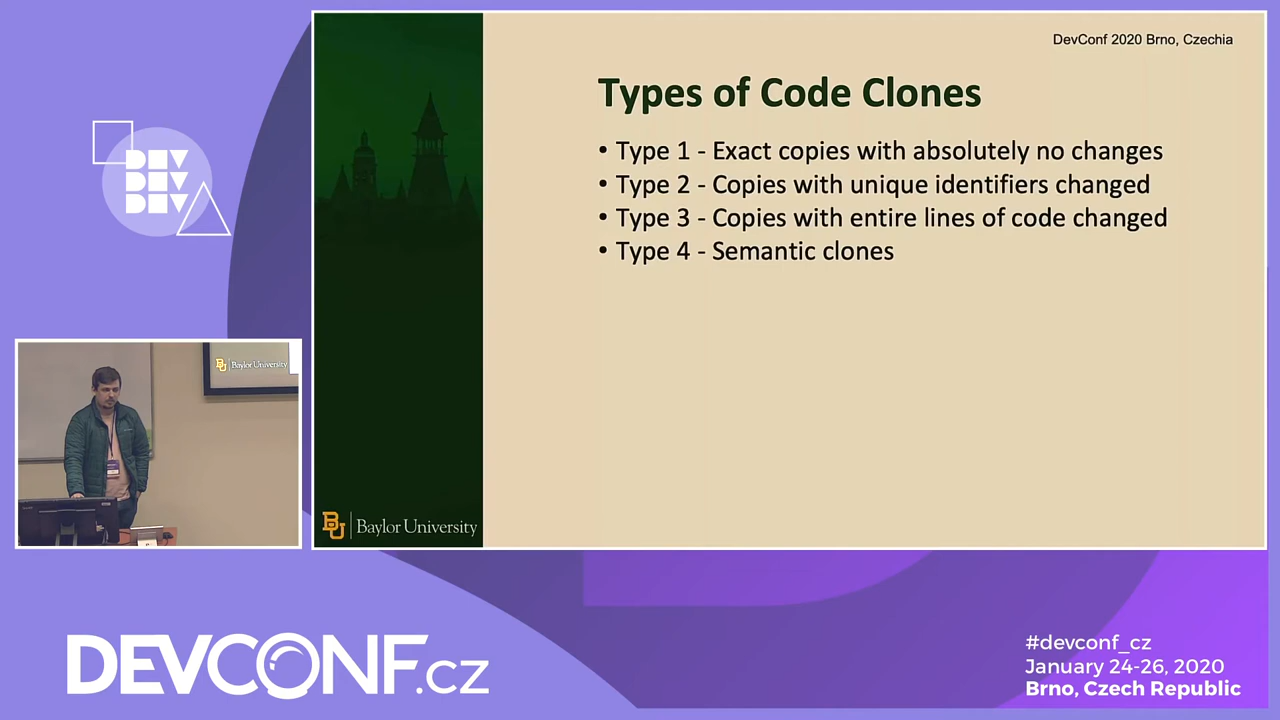 DevConf 2020 Brno, Czechia
Types of Code Clones
• Type 1 - Exact copies with absolutely no changes
• Type 2 - Copies with unique identifiers changed
• Type 3 - Copies with entire lines of code changed
• Type 4 - Semantic clones
BU Baylor University
DEV
DEV
DEV
BU Baylor University
DEVCONF.cz
#devconf_cz
January 24-26, 2020
Brno, Czech Republic